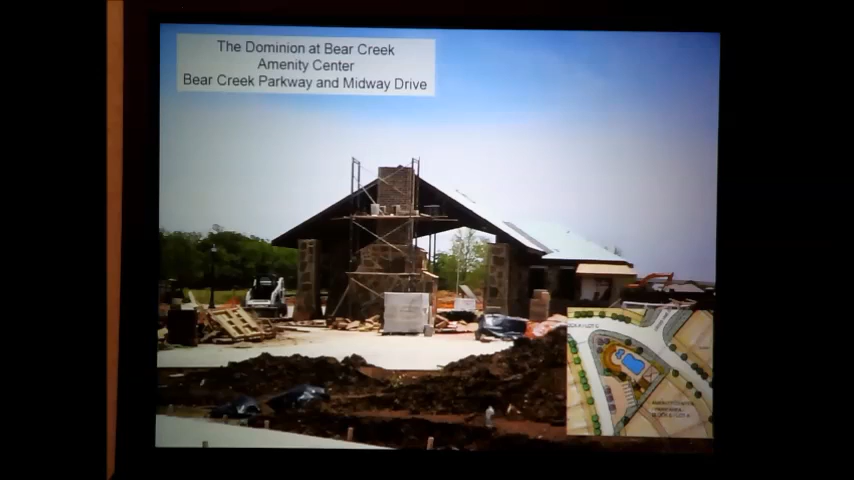 The Dominion at Bear Creek
Amenity Center
Bear Creek Parkway and Midway Drive